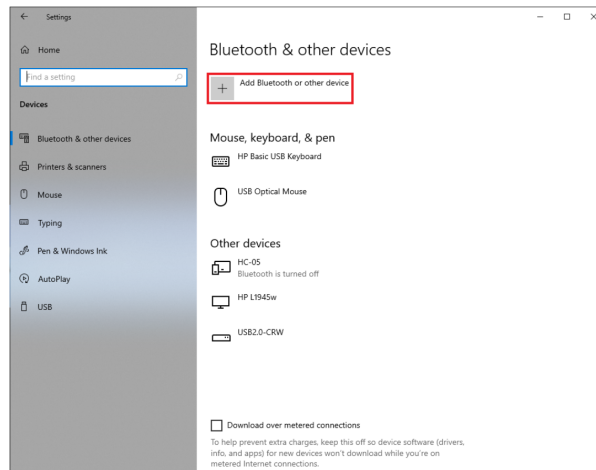 Settings
Home
Find a setting
Devices
Bluetooth & other devices
Printers & scanners
Mouse
Typing
Pen & Windows Ink
AutoPlay
USB
Bluetooth & other devices
Add Bluetooth or other device
Mouse, keyboard, & pen
HP Basic USB Keyboard
USB Optical Mouse
Other devices
HC-05
Bluetooth is turned off
HP L1945w
USB2.0-CRW
Download over metered connections
To help prevent extra charges, keep this off so device software (drivers,
info, and apps) for new devices won't download while you're on
metered Internet connections.